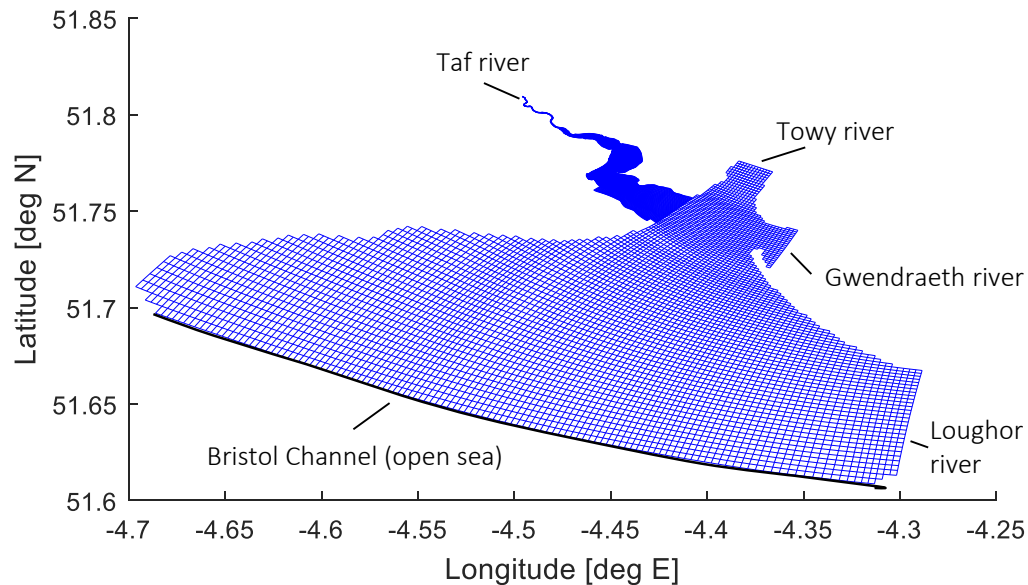 51.85
51.8
51.75
51.7
51.65
51.6
Latitude [deg N]
Taf river
Towy river
Gwendraeth river
Loughor
river
Bristol Channel (open sea)
-4.7 -4.65 -4.6 -4.55 -4.5 -4.45 -4.4 -4.35 -4.3 -4.25
Longitude [deg E]